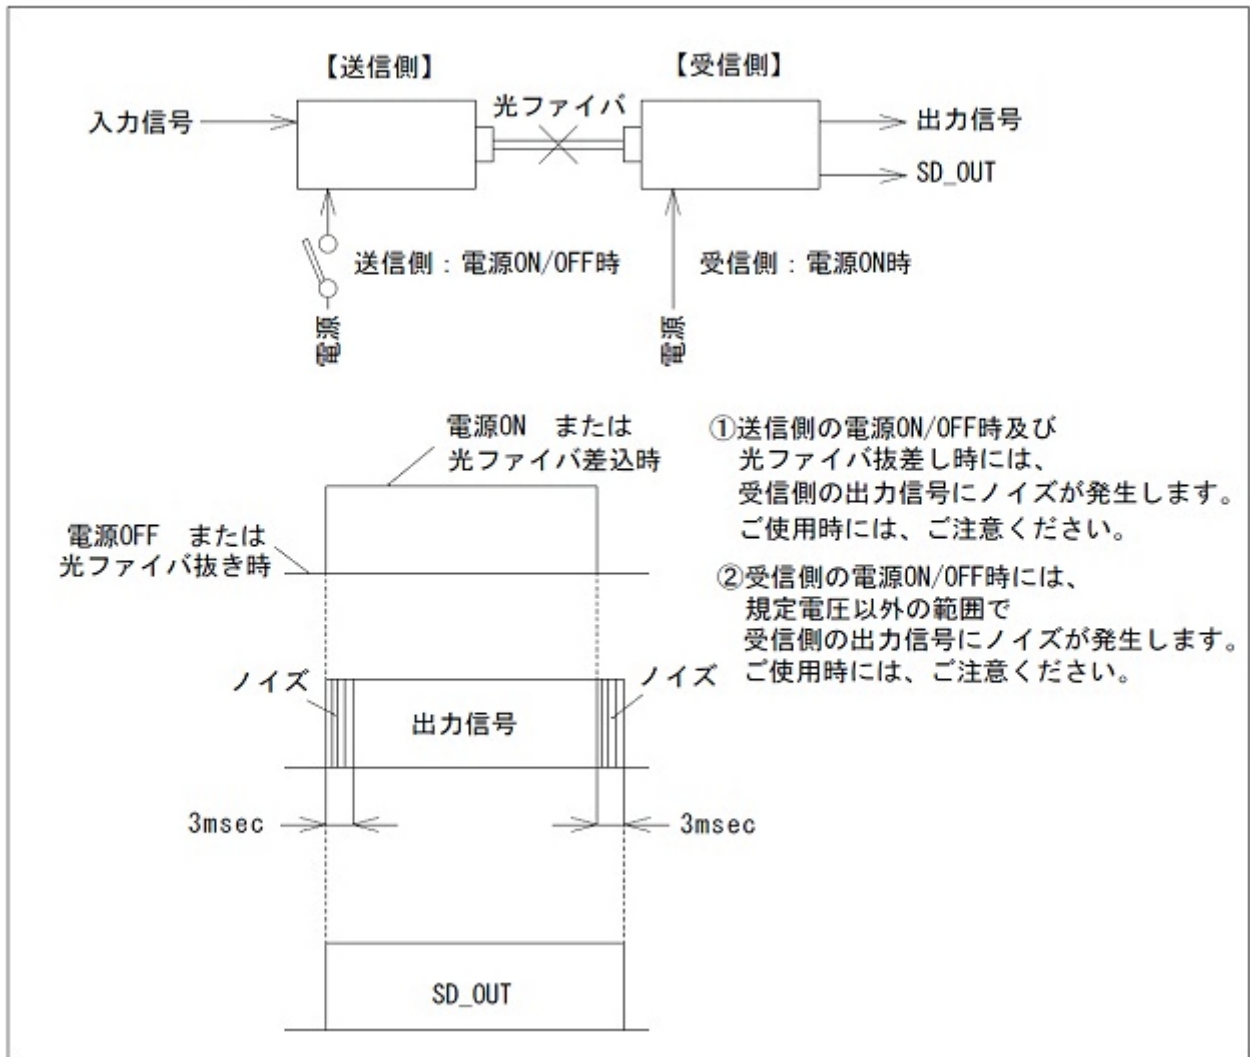 【送信側】
【受信側】
入力信号
光ファイバ
出力信号
SD_OUT
送信側：電源ON/OFF時
受信側：電源ON時
電源
電源
電源ON　または
光ファイバ差込時
電源OFF　または
光ファイバ抜き時
①送信側の電源ON/OFF時及び
光ファイバ抜差し時には、
受信側の出力信号にノイズが発生します。
ご使用時には、ご注意ください。
②受信側の電源ON/OFF時には、
規定電圧以外の範囲で
受信側の出力信号にノイズが発生します。
ご使用時には、ご注意ください。
ノイズ
出力信号
ノイズ
3msec
3msec
SD_OUT